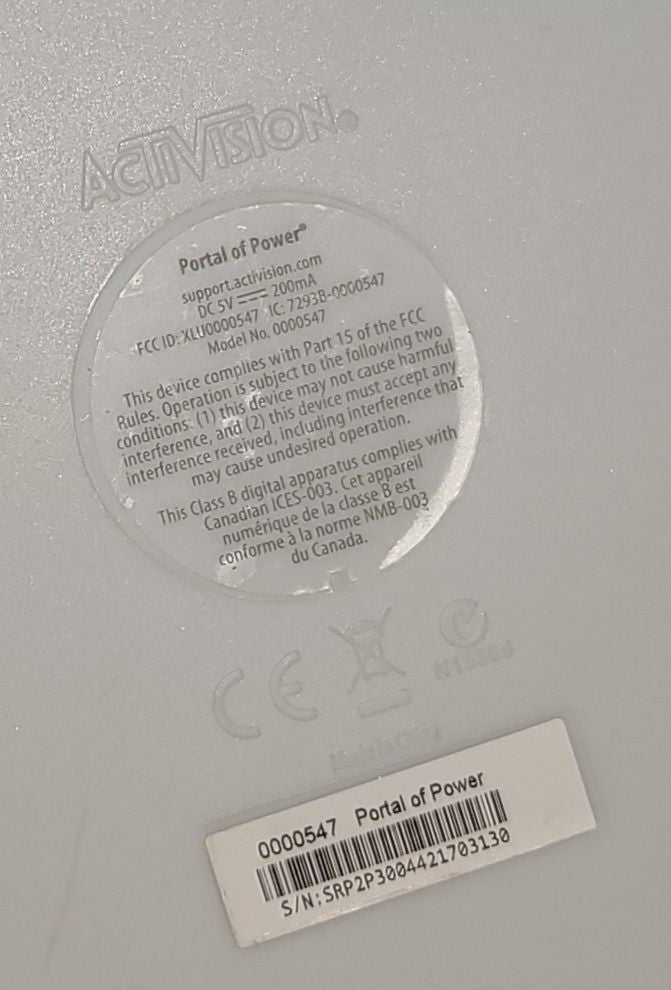 ACTIVISION®
Portal of Power®
support.activision.com
DC 5V ⎓ 200mA
FCC ID: XLU0000547 IC: 7293B-0000547
Model No. 0000547
This device complies with Part 15 of the FCC
Rules. Operation is subject to the following two
conditions: (1) this device may not cause harmful
interference, and (2) this device must accept any
interference received, including interference that
may cause undesired operation.
This Class B digital apparatus complies with
Canadian ICES-003. Cet appareil
numérique de la classe B est
conforme à la norme NMB-003
du Canada.
CE
Made in China
0000547 Portal of Power
S/N:SRP2P3004421703130